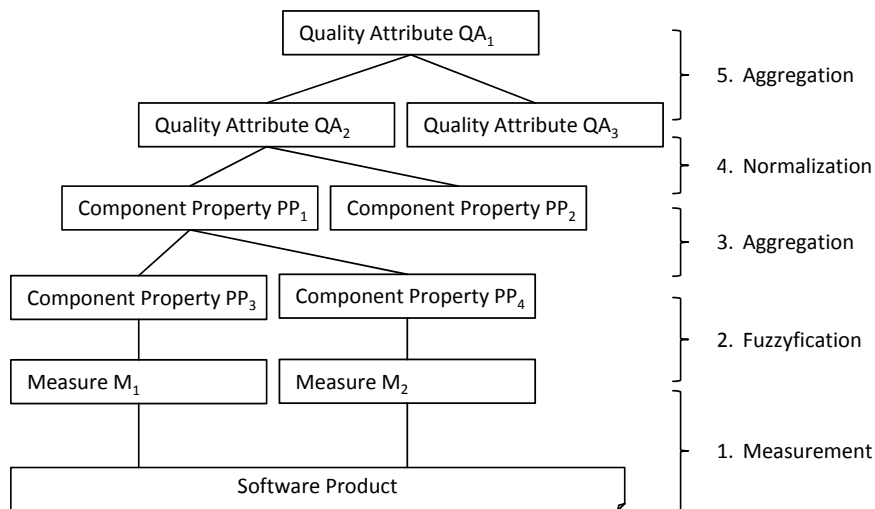 Quality Attribute QA₁
5. Aggregation
Quality Attribute QA₂
Quality Attribute QA₃
4. Normalization
Component Property PP₁
Component Property PP₂
3. Aggregation
Component Property PP₃
Component Property PP₄
2. Fuzzyfication
Measure M₁
Measure M₂
1. Measurement
Software Product